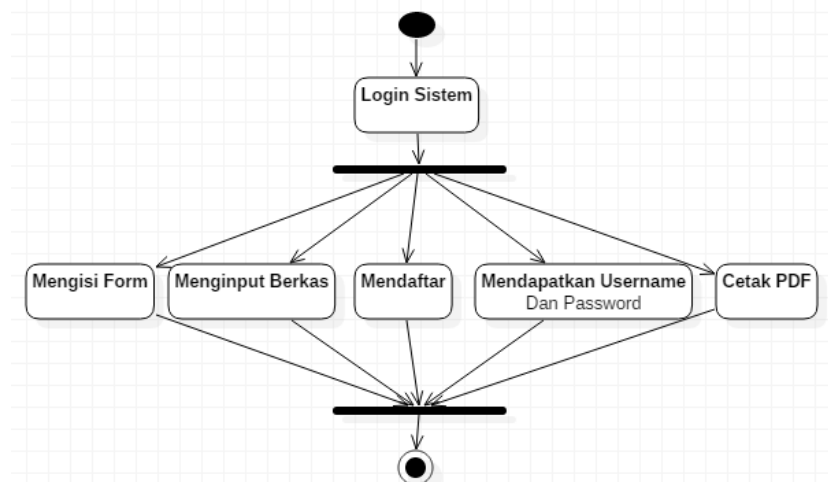 Login Sistem
Mengisi Form
Menginput Berkas
Mendaftar
Mendapatkan Username
Dan Password
Cetak PDF